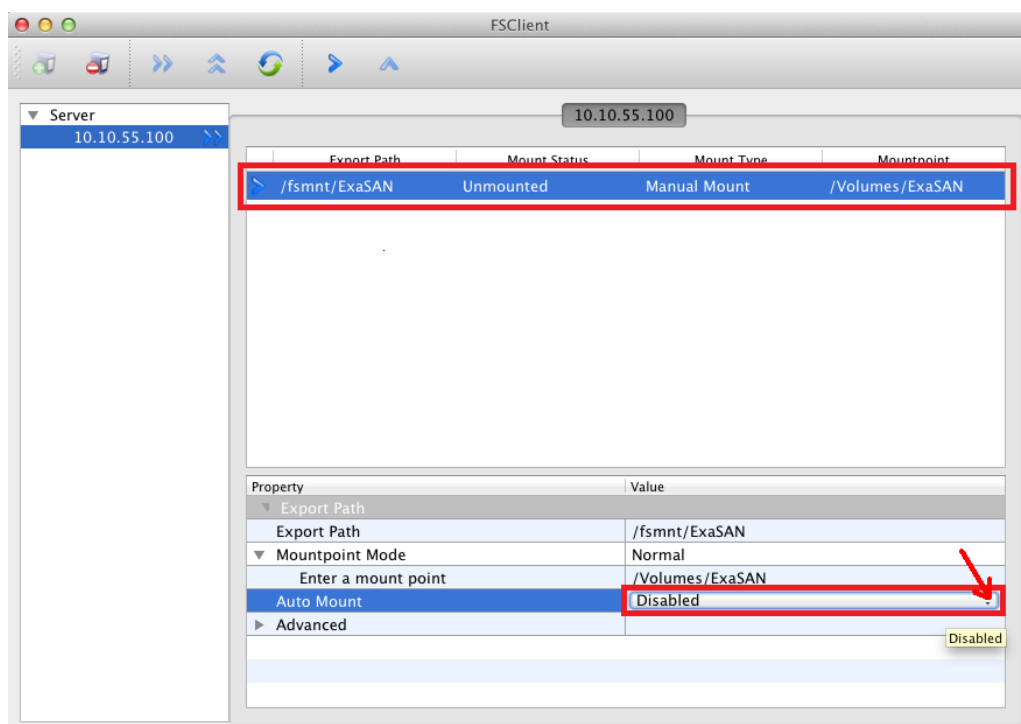 FSClient
Server
10.10.55.100
10.10.55.100
Export Path Mount Status Mount Type Mountpoint
/fsmnt/ExaSAN Unmounted Manual Mount /Volumes/ExaSAN
Property Value
Export Path
Export Path /fsmnt/ExaSAN
Mountpoint Mode Normal
Enter a mount point /Volumes/ExaSAN
Auto Mount Disabled
Advanced
Disabled